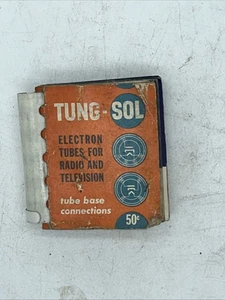 TUNG-SOL
ELECTRON
TUBES FOR
RADIO AND
TELEVISION
tube base
connections
50¢